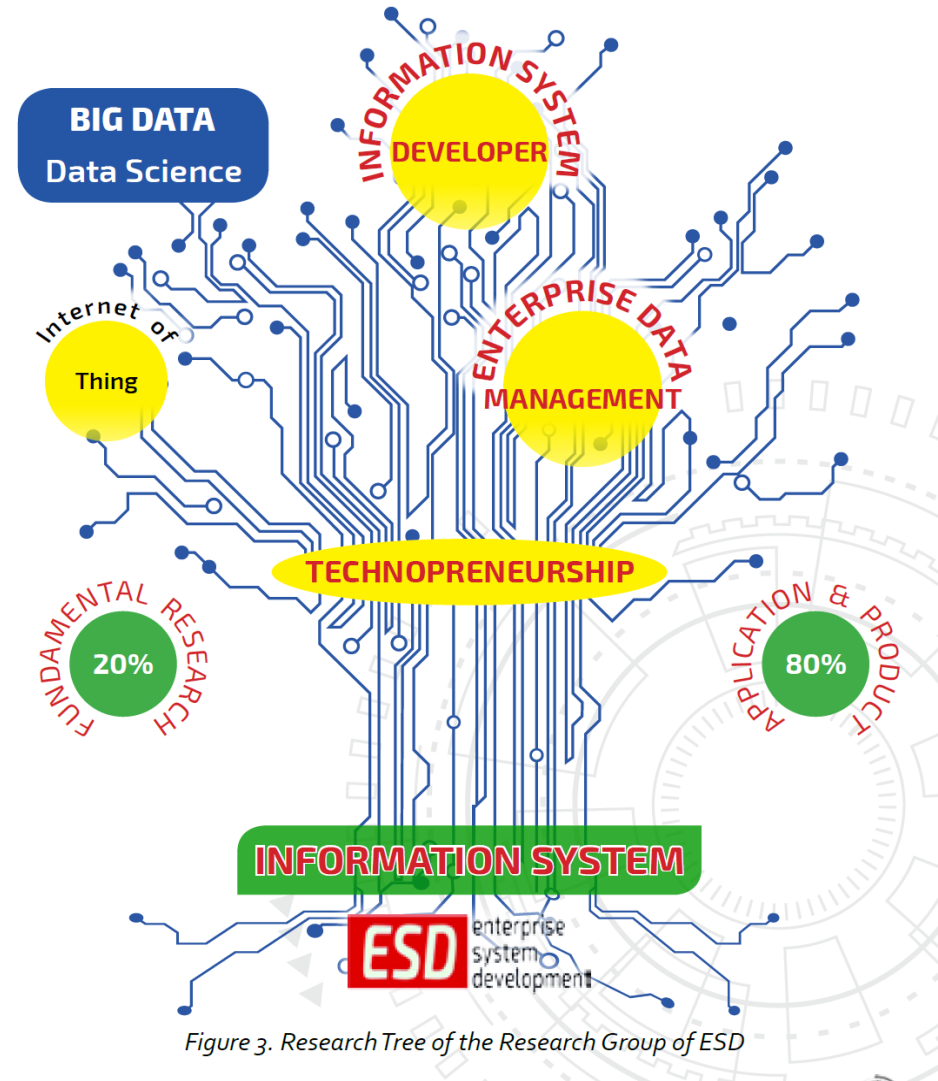 INFORMATION SYSTEM
DEVELOPER
BIG DATA
Data Science
Internet of
Thing
ENTERPRISE DATA
MANAGEMENT
TECHNOPRENEURSHIP
FUNDAMENTAL RESEARCH
20%
APPLICATION & PRODUCT
80%
INFORMATION SYSTEM
ESD
enterprise
system
development
Figure 3. Research Tree of the Research Group of ESD